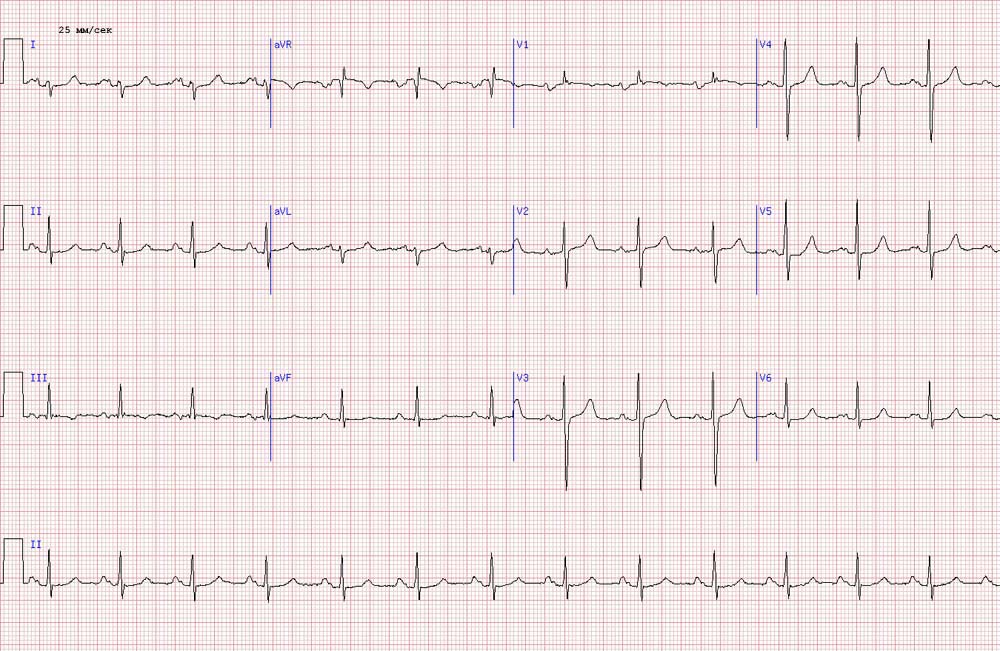 25 мм/сек
I aVR V1 V4
II aVL V2 V5
III aVF V3 V6
II